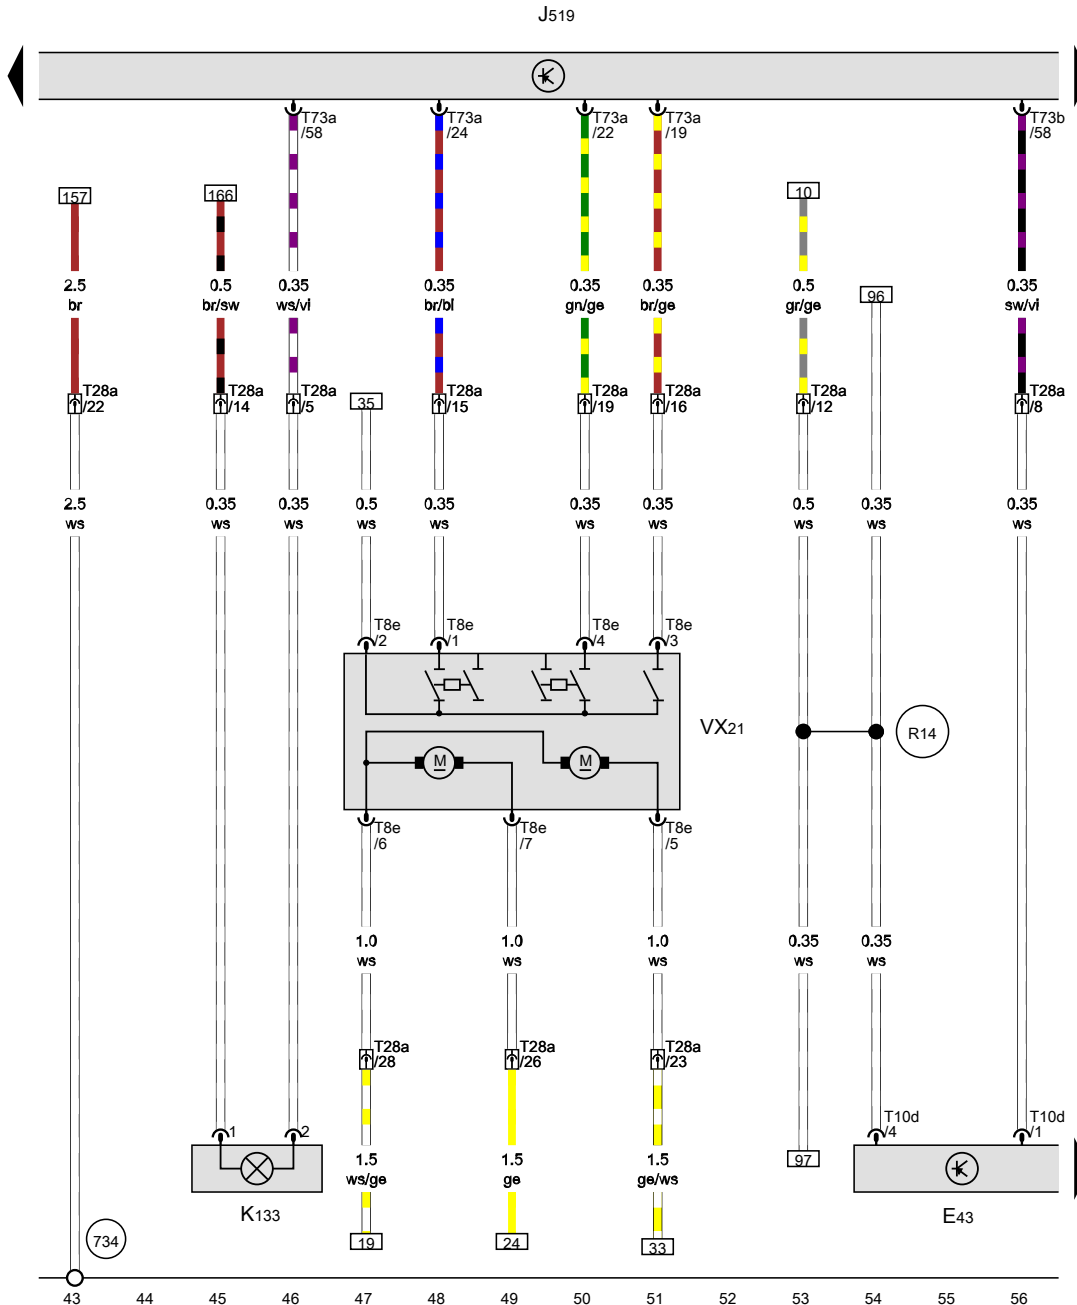 J519
T73a
/58
T73a
/24
T73a
/22
T73a
/19
T73b
/58
157
166
10
2.5
br
0.5
br/sw
0.35
ws/vi
0.35
br/bl
0.35
gn/ge
0.35
br/ge
0.5
gr/ge
96
0.35
sw/vi
T28a
/22
T28a
/14
T28a
/5
35
T28a
/15
T28a
/19
T28a
/16
T28a
/12
T28a
/8
2.5
ws
0.35
ws
0.35
ws
0.5
ws
0.35
ws
0.35
ws
0.35
ws
0.5
ws
0.35
ws
0.35
ws
T8e
/2
T8e
/1
T8e
/4
T8e
/3
VX21
R14
M
M
T8e
/6
T8e
/7
T8e
/5
1.0
ws
1.0
ws
1.0
ws
0.35
ws
0.35
ws
T28a
/28
T28a
/26
T28a
/23
1
2
T10d
/4
T10d
/1
1.5
ws/ge
1.5
ge
1.5
ge/ws
97
K133
E43
734
19
24
33
43 44 45 46 47 48 49 50 51 52 53 54 55 56